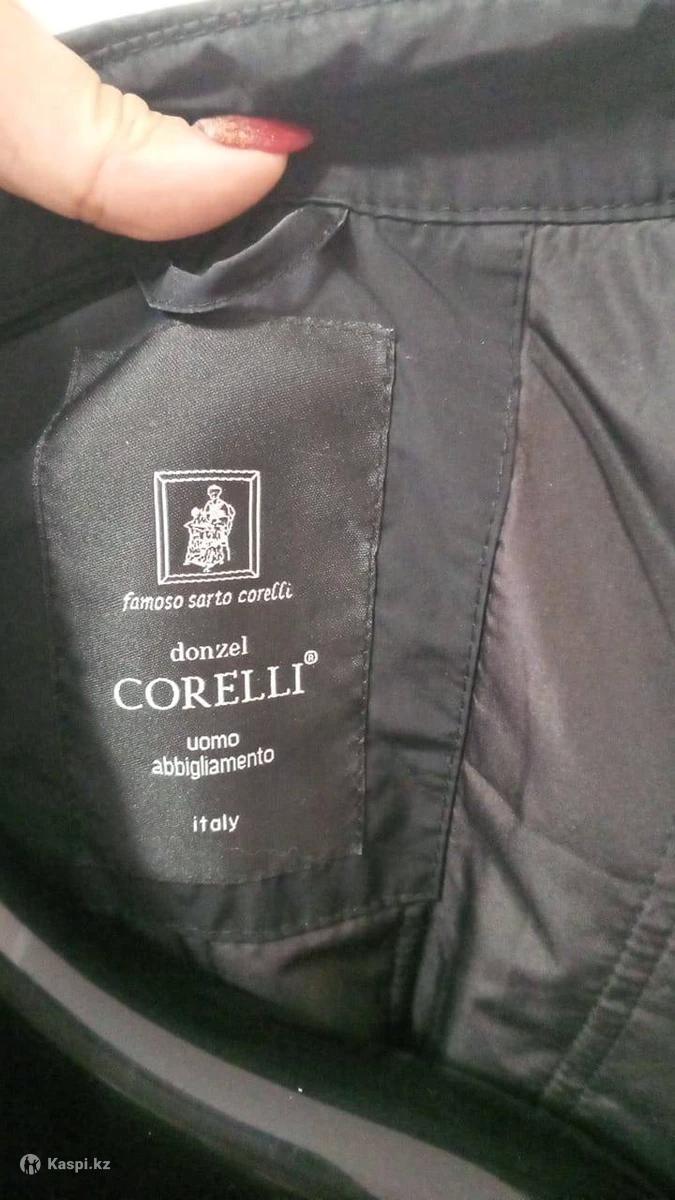 famoso sarto corelli
donzel
CORELLI®
uomo
abbigliamento
italy
Kaspi.kz